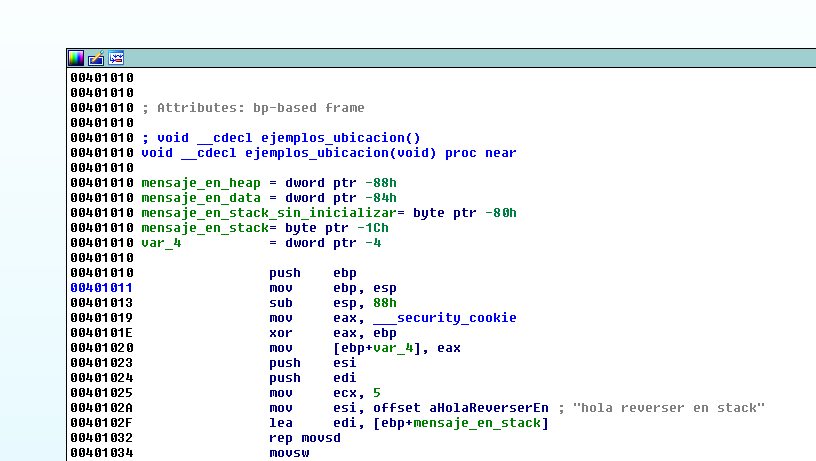 00401010
00401010
00401010 ; Attributes: bp-based frame
00401010
00401010 ; void __cdecl ejemplos_ubicacion()
00401010 void __cdecl ejemplos_ubicacion(void) proc near
00401010
00401010 mensaje_en_heap = dword ptr -88h
00401010 mensaje_en_data = dword ptr -84h
00401010 mensaje_en_stack_sin_inicializar= byte ptr -80h
00401010 mensaje_en_stack= byte ptr -1Ch
00401010 var_4           = dword ptr -4
00401010
00401010                 push    ebp
00401011                 mov     ebp, esp
00401013                 sub     esp, 88h
00401019                 mov     eax, ___security_cookie
0040101E                 xor     eax, ebp
00401020                 mov     [ebp+var_4], eax
00401023                 push    esi
00401024                 push    edi
00401025                 mov     ecx, 5
0040102A                 mov     esi, offset aHolaReverserEn ; "hola reverser en stack"
0040102F                 lea     edi, [ebp+mensaje_en_stack]
00401032                 rep movsd
00401034                 movsw